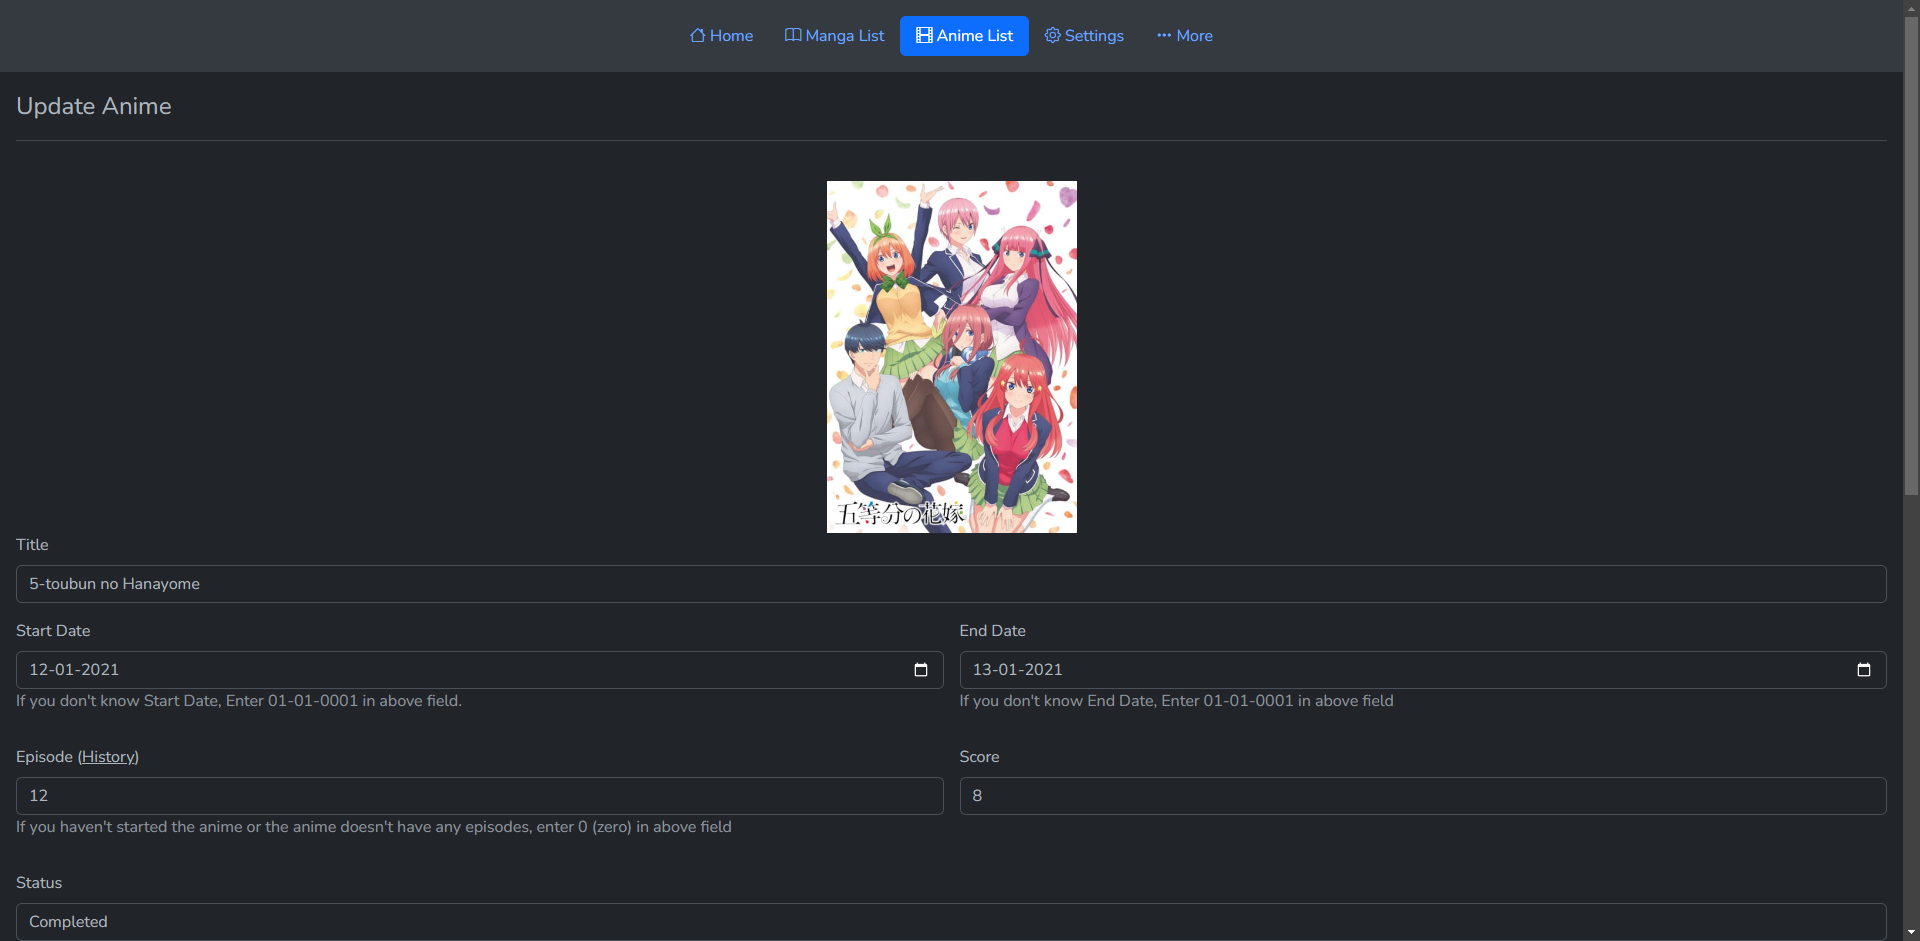 Home Manga List Anime List Settings More
Update Anime
五等分の花嫁
Title
5-toubun no Hanayome
Start Date
End Date
12-01-2021
13-01-2021
If you don't know Start Date, Enter 01-01-0001 in above field.
If you don't know End Date, Enter 01-01-0001 in above field
Episode (History)
Score
12
8
If you haven't started the anime or the anime doesn't have any episodes, enter 0 (zero) in above field
Status
Completed